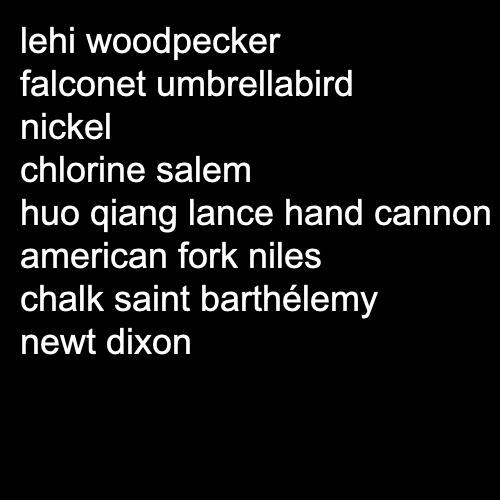 lehi woodpecker
falconet umbrellabird
nickel
chlorine salem
huo qiang lance hand cannon
american fork niles
chalk saint barthélemy
newt dixon